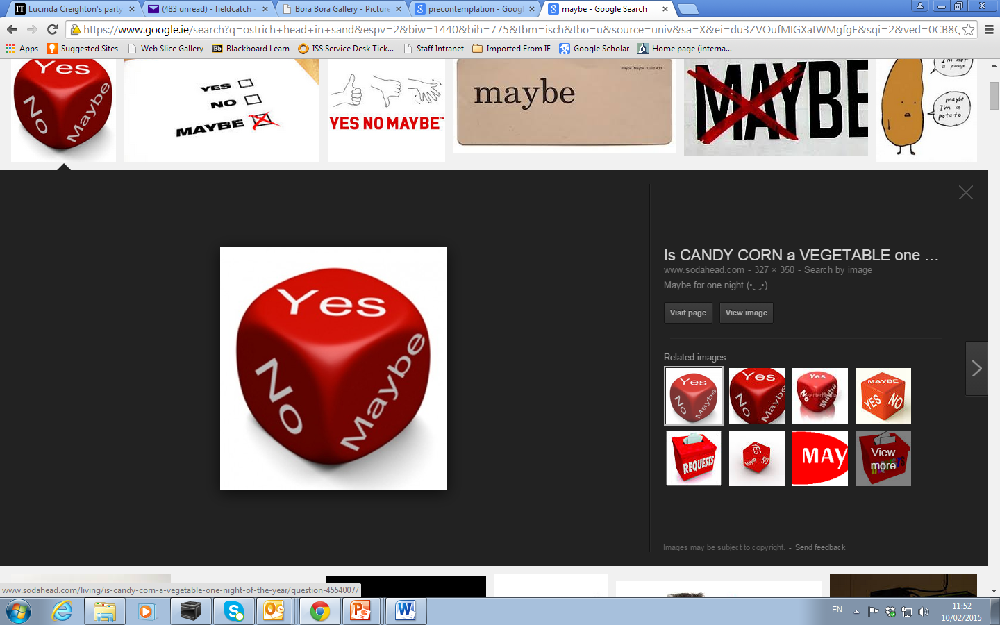 Lucinda Creighton's party
(483 unread) - fieldcatch -
Bora Bora Gallery - Picture
precontemplation - Goog
maybe - Google Search
https://www.google.ie/search?q=ostrich+head+in+sand&espv=2&biw=1440&bih=775&tbm=isch&tbo=u&source=univ&sa=X&ei=du3ZVOufMIGXatWMgfgE&sqi=2&ved=0CB8Q
Apps
Suggested Sites
Web Slice Gallery
Bb Blackboard Learn
ISS Service Desk Tick...
Staff Intranet
Imported From IE
Google Scholar
Home page (interna...
Yes
No
Maybe
YES
NO
MAYBE
YES NO MAYBE™
maybe, Maybe : Card 433
maybe
MAYBE
I'm not
a poop.
maybe
I'm a
potato.
Yes
No
Maybe
Is CANDY CORN a VEGETABLE one ...
www.sodahead.com - 327 × 350 - Search by image
Maybe for one night (•‿•)
Visit page
View image
Related images:
Yes
No
Maybe
Yes
No
Maybe
Yes
No
Maybe
MAYBE
YES
NO
REQUESTS
YES
Maybe
NO
MAY
View
more
Images may be subject to copyright. - Send feedback
www.sodahead.com/living/is-candy-corn-a-vegetable-one-night-of-the-year/question-4554007/
EN
11:52
10/02/2015